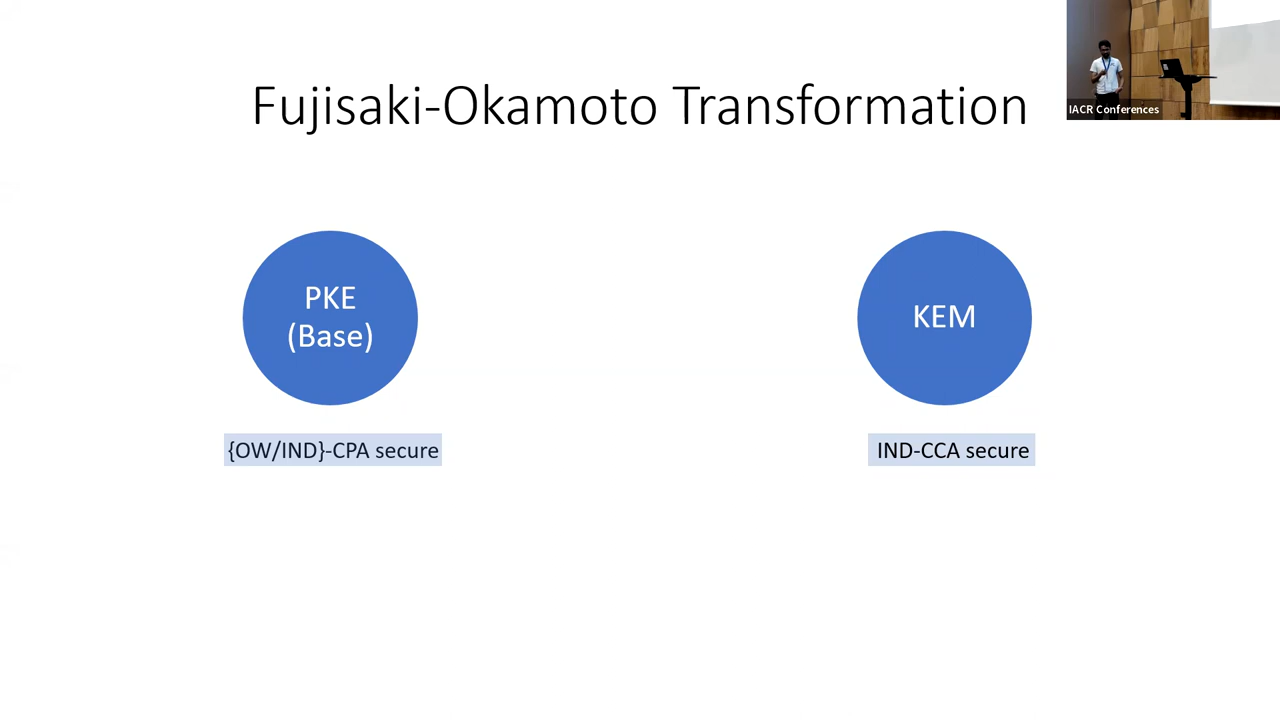 Fujisaki-Okamoto Transformation
IACR Conferences
PKE
(Base)
KEM
{OW/IND}-CPA secure
IND-CCA secure